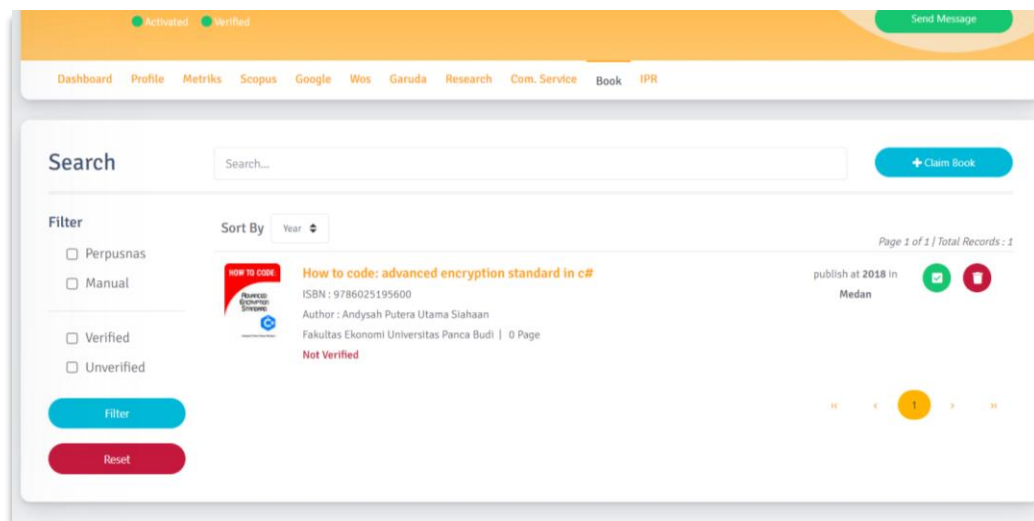 Activated Verified
Send Message
Dashboard Profile Metriks Scopus Google Wos Garuda Research Com. Service Book IPR
Search
Search...
+ Claim Book
Filter
Perpusnas
Manual
Verified
Unverified
Filter
Reset
Sort By Year
Page 1 of 1 | Total Records : 1
HOW TO CODE:
ADVANCED
ENCRYPTION
STANDARD
How to code: advanced encryption standard in c#
ISBN : 9786025195600
Author : Andysah Putera Utama Siahaan
Fakultas Ekonomi Universitas Panca Budi | 0 Page
Not Verified
publish at 2018 in
Medan
‹‹ ‹ 1 › ››